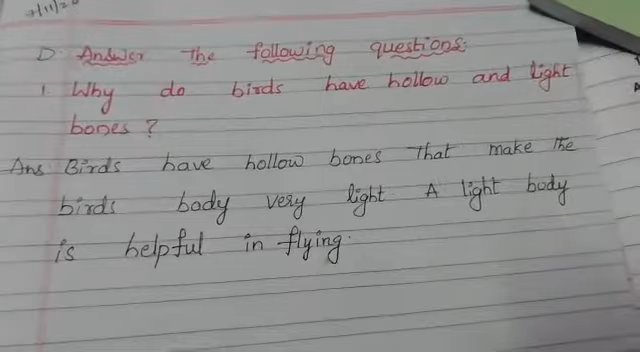 D. Answer the following questions:
1. Why do birds have hollow and light
bones?
Ans Birds have hollow bones that make the
birds body very light. A light body
is helpful in flying.